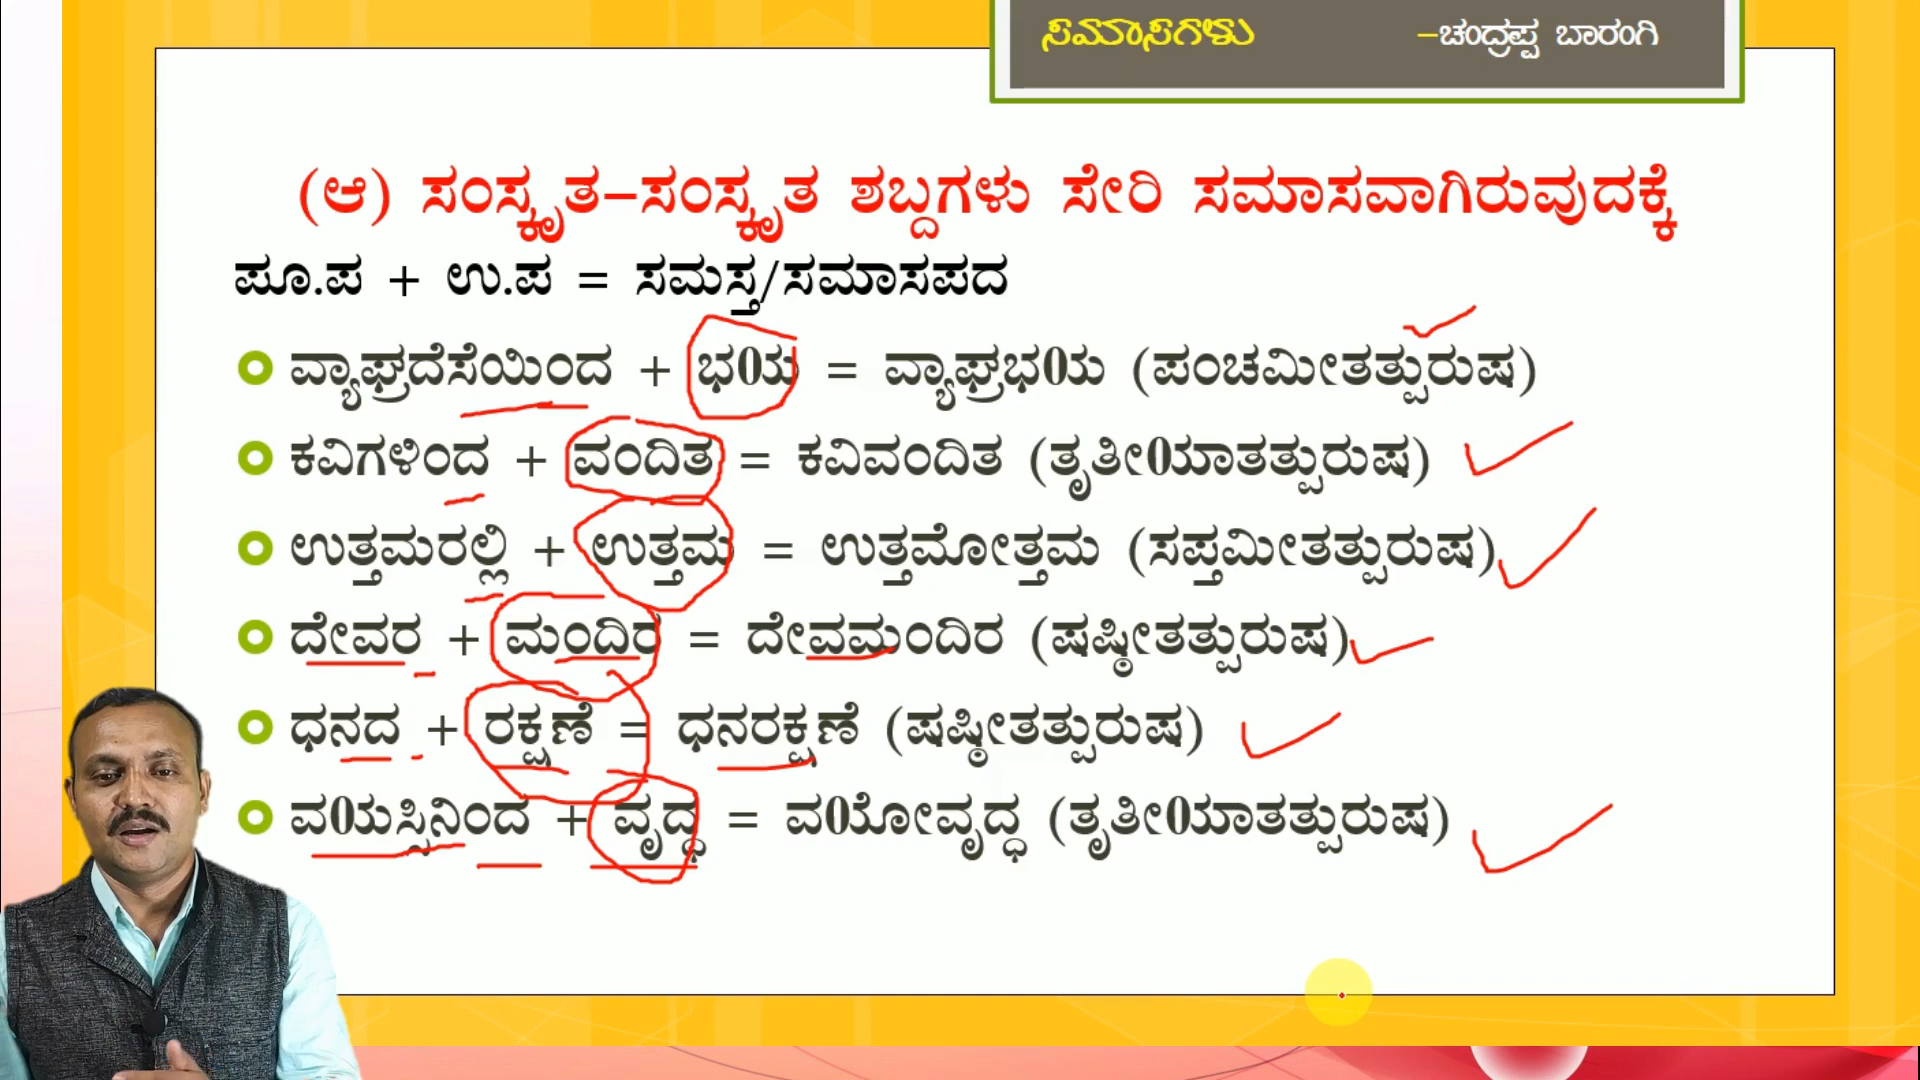 ಸಮಾಸಗಳು –ಚಂದ್ರಪ್ಪ ಬಾರಂಗಿ
(ಆ) ಸಂಸ್ಕೃತ–ಸಂಸ್ಕೃತ ಶಬ್ದಗಳು ಸೇರಿ ಸಮಾಸವಾಗಿರುವುದಕ್ಕೆ
ಪೂ.ಪ + ಉ.ಪ = ಸಮಸ್ತ/ಸಮಾಸಪದ
ವ್ಯಾಘ್ರದೆಸೆಯಿಂದ + ಭಯ = ವ್ಯಾಘ್ರಭಯ (ಪಂಚಮೀತತ್ಪುರುಷ)
ಕವಿಗಳಿಂದ + ವಂದಿತ = ಕವಿವಂದಿತ (ತೃತೀಯಾತತ್ಪುರುಷ)
ಉತ್ತಮರಲ್ಲಿ + ಉತ್ತಮ = ಉತ್ತಮೋತ್ತಮ (ಸಪ್ತಮೀತತ್ಪುರುಷ)
ದೇವರ + ಮಂದಿರ = ದೇವಮಂದಿರ (ಷಷ್ಠೀತತ್ಪುರುಷ)
ಧನದ + ರಕ್ಷಣೆ = ಧನರಕ್ಷಣೆ (ಷಷ್ಠೀತತ್ಪುರುಷ)
ವಯಸ್ಸಿನಿಂದ + ವೃದ್ಧ = ವಯೋವೃದ್ಧ (ತೃತೀಯಾತತ್ಪುರುಷ)